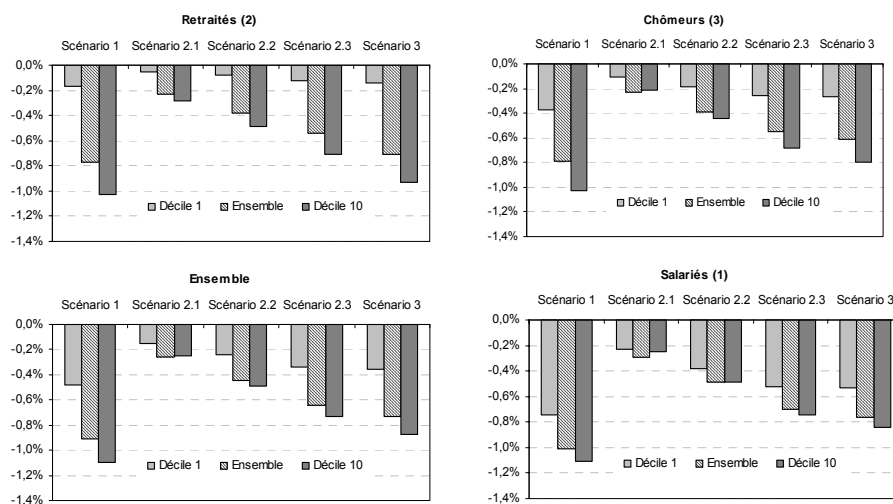 Retraités (2)
Scénario 1 Scénario 2.1 Scénario 2.2 Scénario 2.3 Scénario 3
0,0%
-0,2%
-0,4%
-0,6%
-0,8%
-1,0%
-1,2%
-1,4%
Décile 1 Ensemble Décile 10
Chômeurs (3)
Scénario 1 Scénario 2.1 Scénario 2.2 Scénario 2.3 Scénario 3
0,0%
-0,2%
-0,4%
-0,6%
-0,8%
-1,0%
-1,2%
-1,4%
Décile 1 Ensemble Décile 10
Ensemble
Scénario 1 Scénario 2.1 Scénario 2.2 Scénario 2.3 Scénario 3
0,0%
-0,2%
-0,4%
-0,6%
-0,8%
-1,0%
-1,2%
-1,4%
Décile 1 Ensemble Décile 10
Salariés (1)
Scénario 1 Scénario 2.1 Scénario 2.2 Scénario 2.3 Scénario 3
0,0%
-0,2%
-0,4%
-0,6%
-0,8%
-1,0%
-1,2%
-1,4%
Décile 1 Ensemble Décile 10